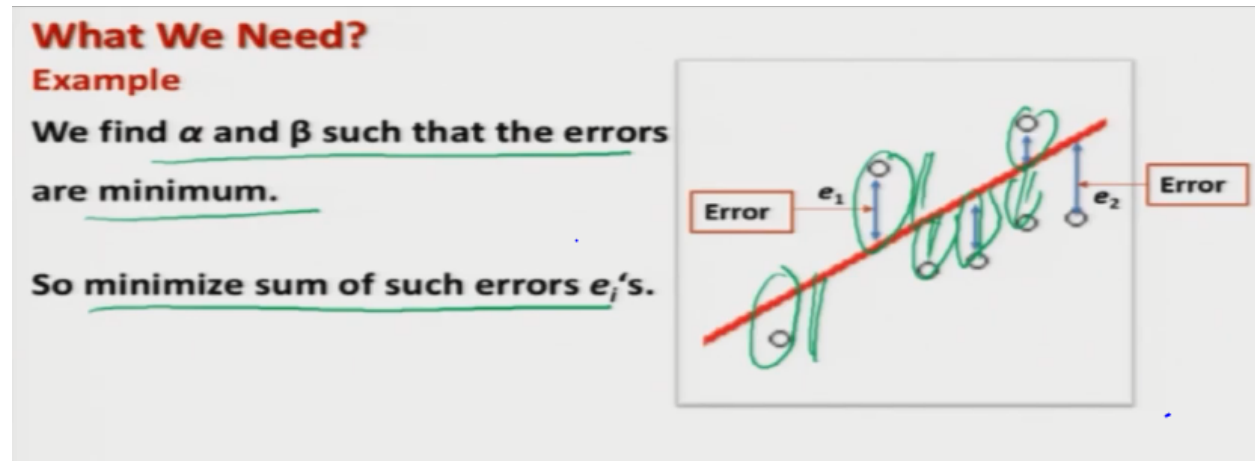 What We Need?
Example
We find α and β such that the errors
are minimum.
So minimize sum of such errors eᵢ‘s.
Error
e₁
e₂
Error